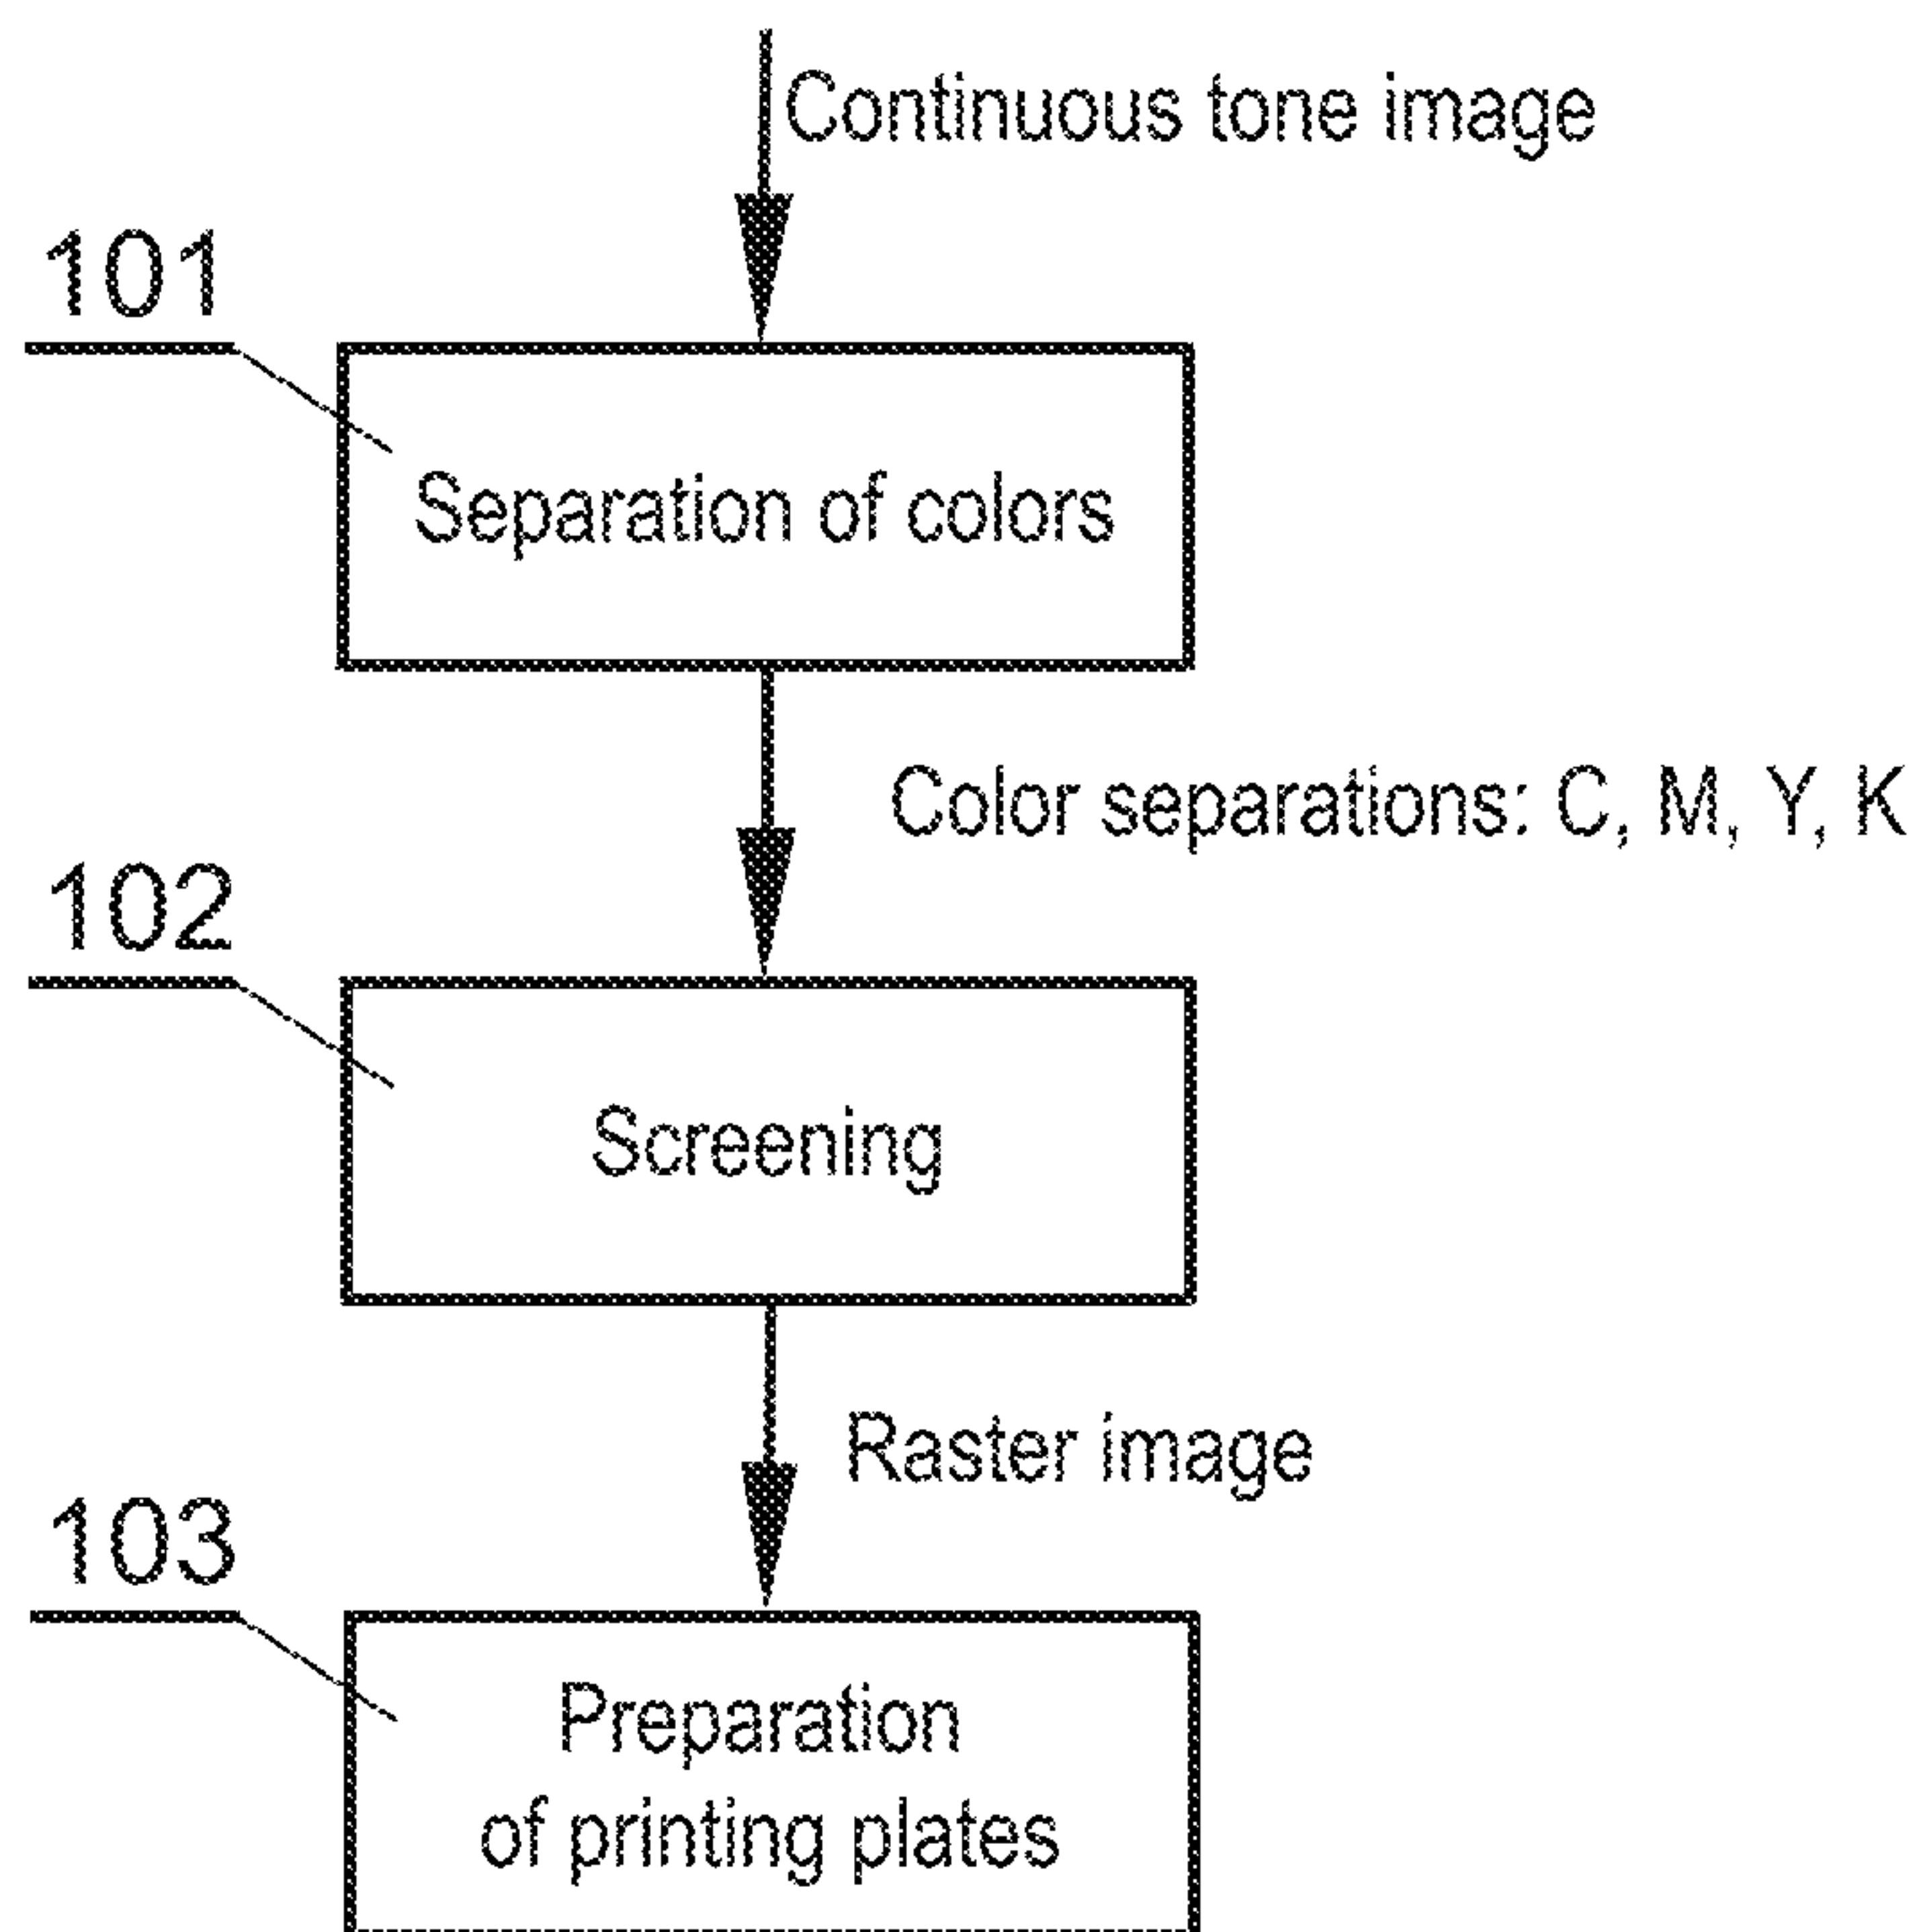 Continuous tone image
101
Separation of colors
Color separations: C, M, Y, K
102
Screening
Raster image
103
Preparation
of printing plates